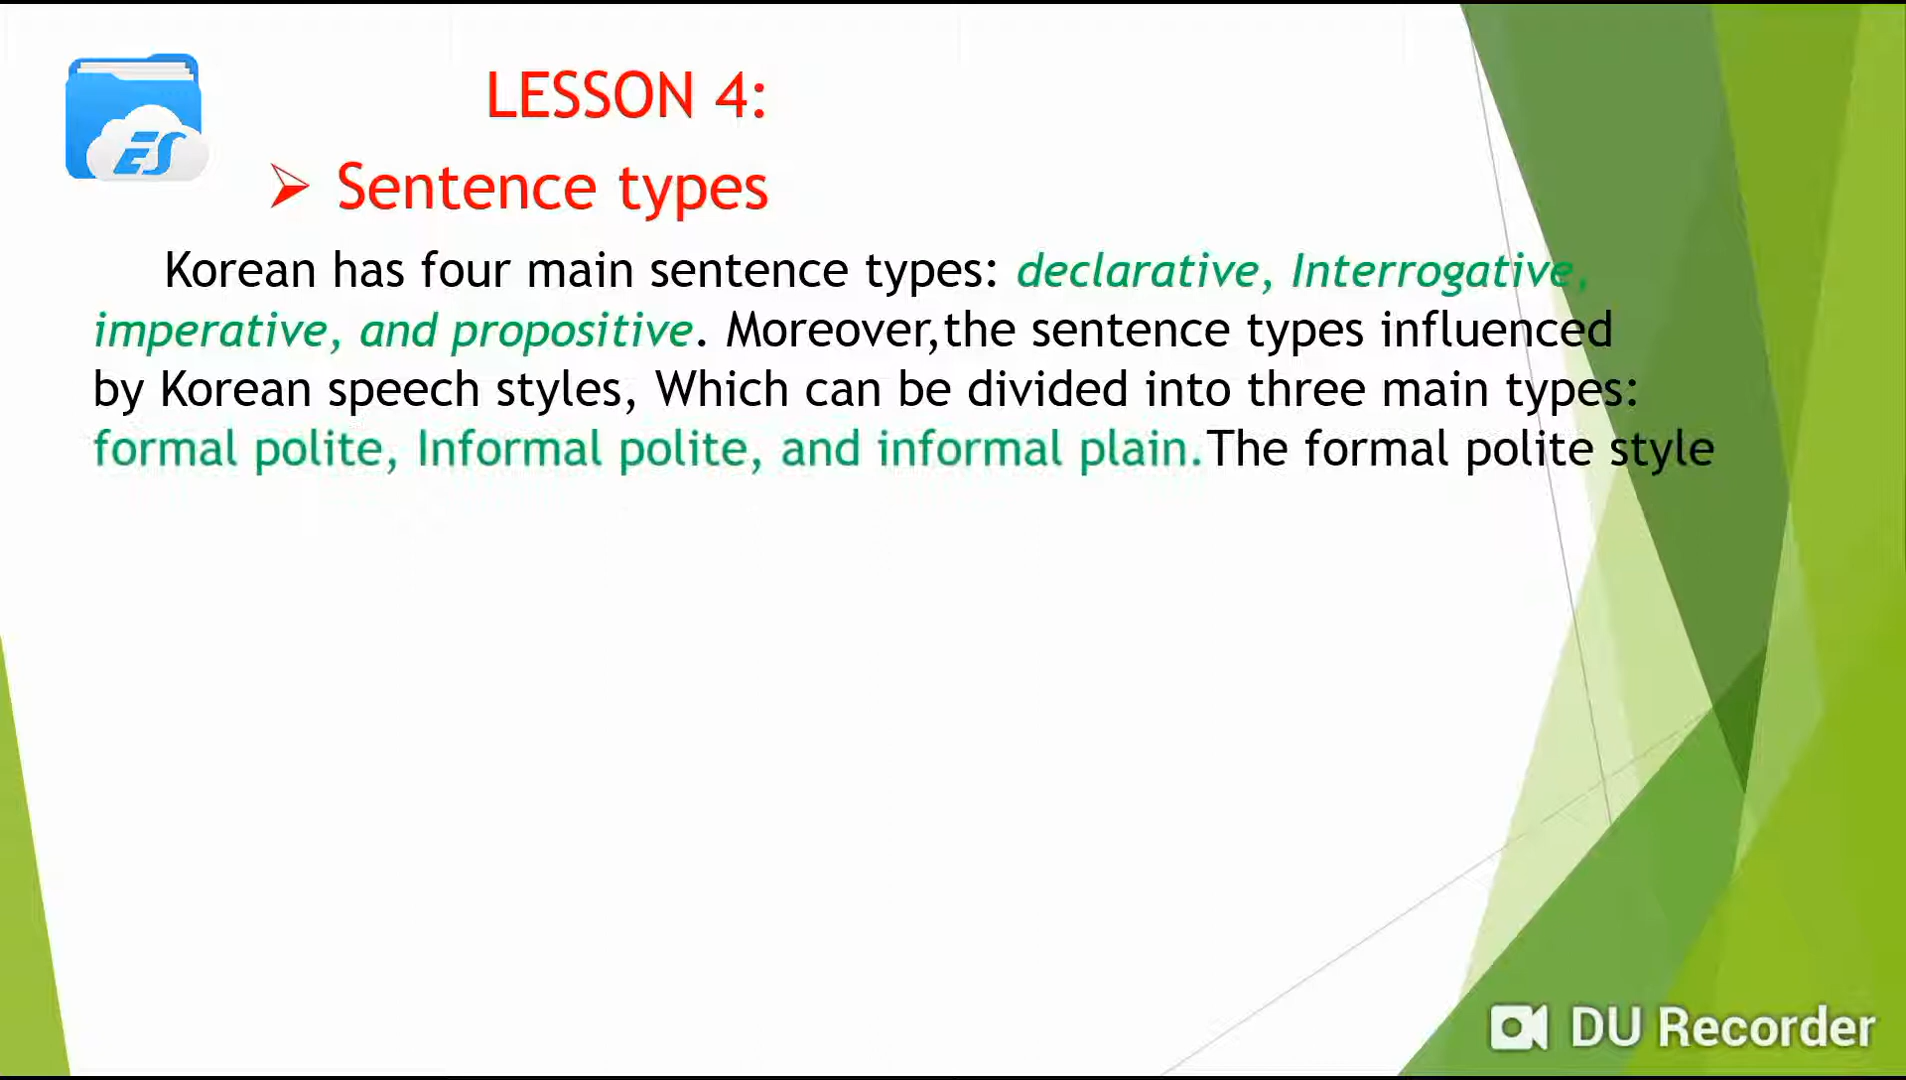 ES
LESSON 4:
Sentence types
Korean has four main sentence types: declarative, Interrogative,
imperative, and propositive. Moreover,the sentence types influenced
by Korean speech styles, Which can be divided into three main types:
formal polite, Informal polite, and informal plain.The formal polite style
DU Recorder